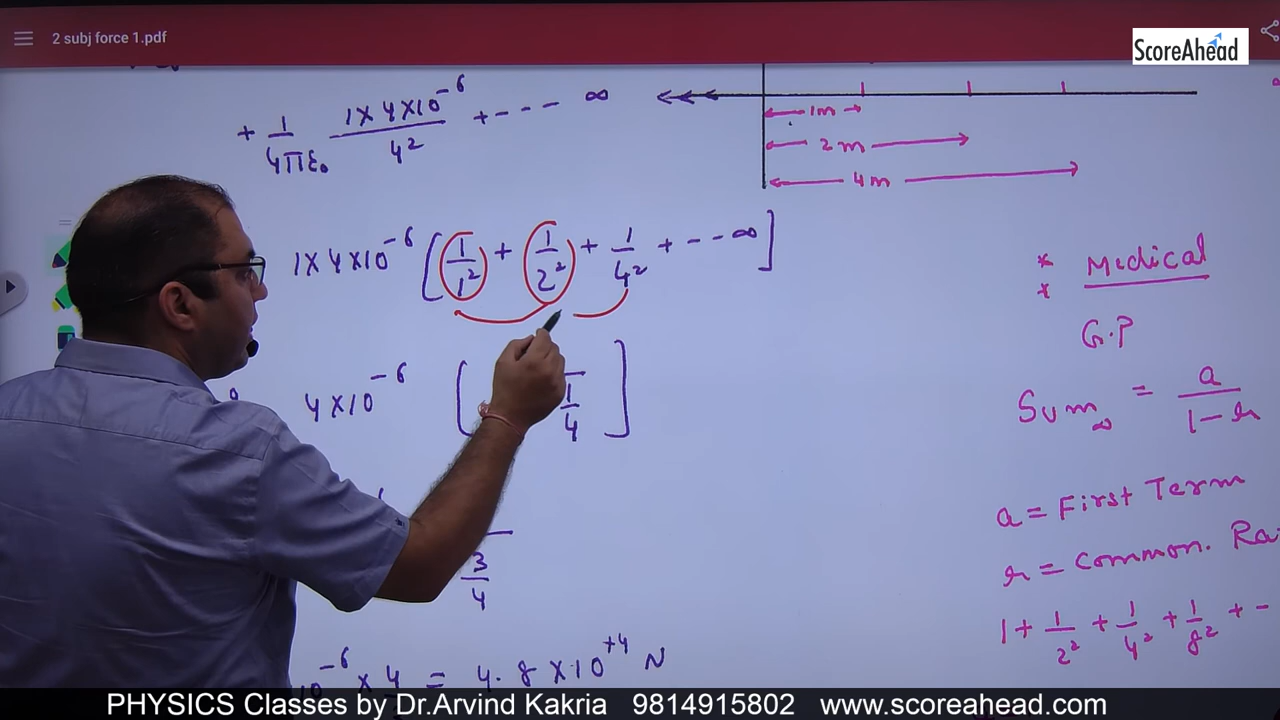 2 subj force 1.pdf
ScoreAhead
+ 1/4πε₀ 1×4×10⁻⁶/4² + --- ∞
1m
2m
4m
1×4×10⁻⁶ [1/1² + 1/2² + 1/4² + --- ∞]
* Medical
*
G.P
4×10⁻⁶ [ 1/4 ]
Sum∞ = a/1-r
a = First Term
r = Common. Ra
3/4
1 + 1/2² + 1/4² + 1/8² + -
10⁻⁶ × 4 = 4.8 × 10⁺⁴ N
PHYSICS Classes by Dr.Arvind Kakria 9814915802 www.scoreahead.com